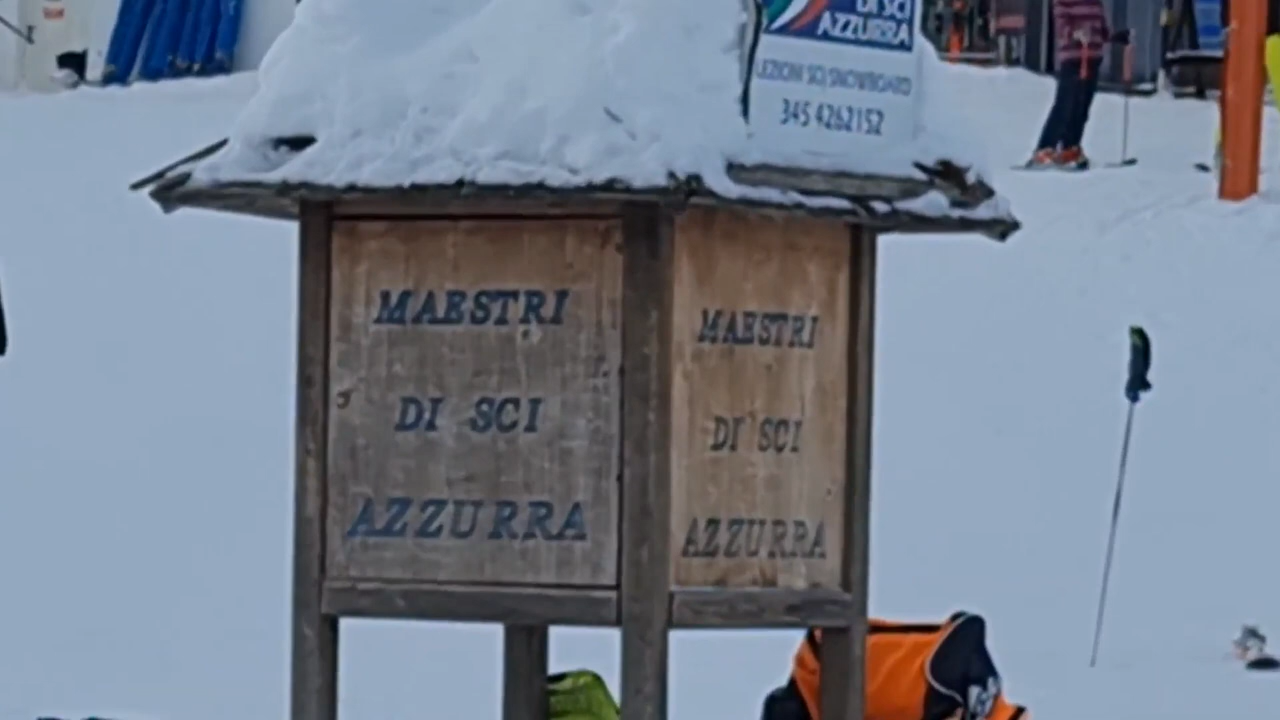 DI SCI
AZZURRA
LEZIONI SCI/SNOWBOARD
345 4262152
MAESTRI
DI SCI
AZZURRA
MAESTRI
DI SCI
AZZURRA